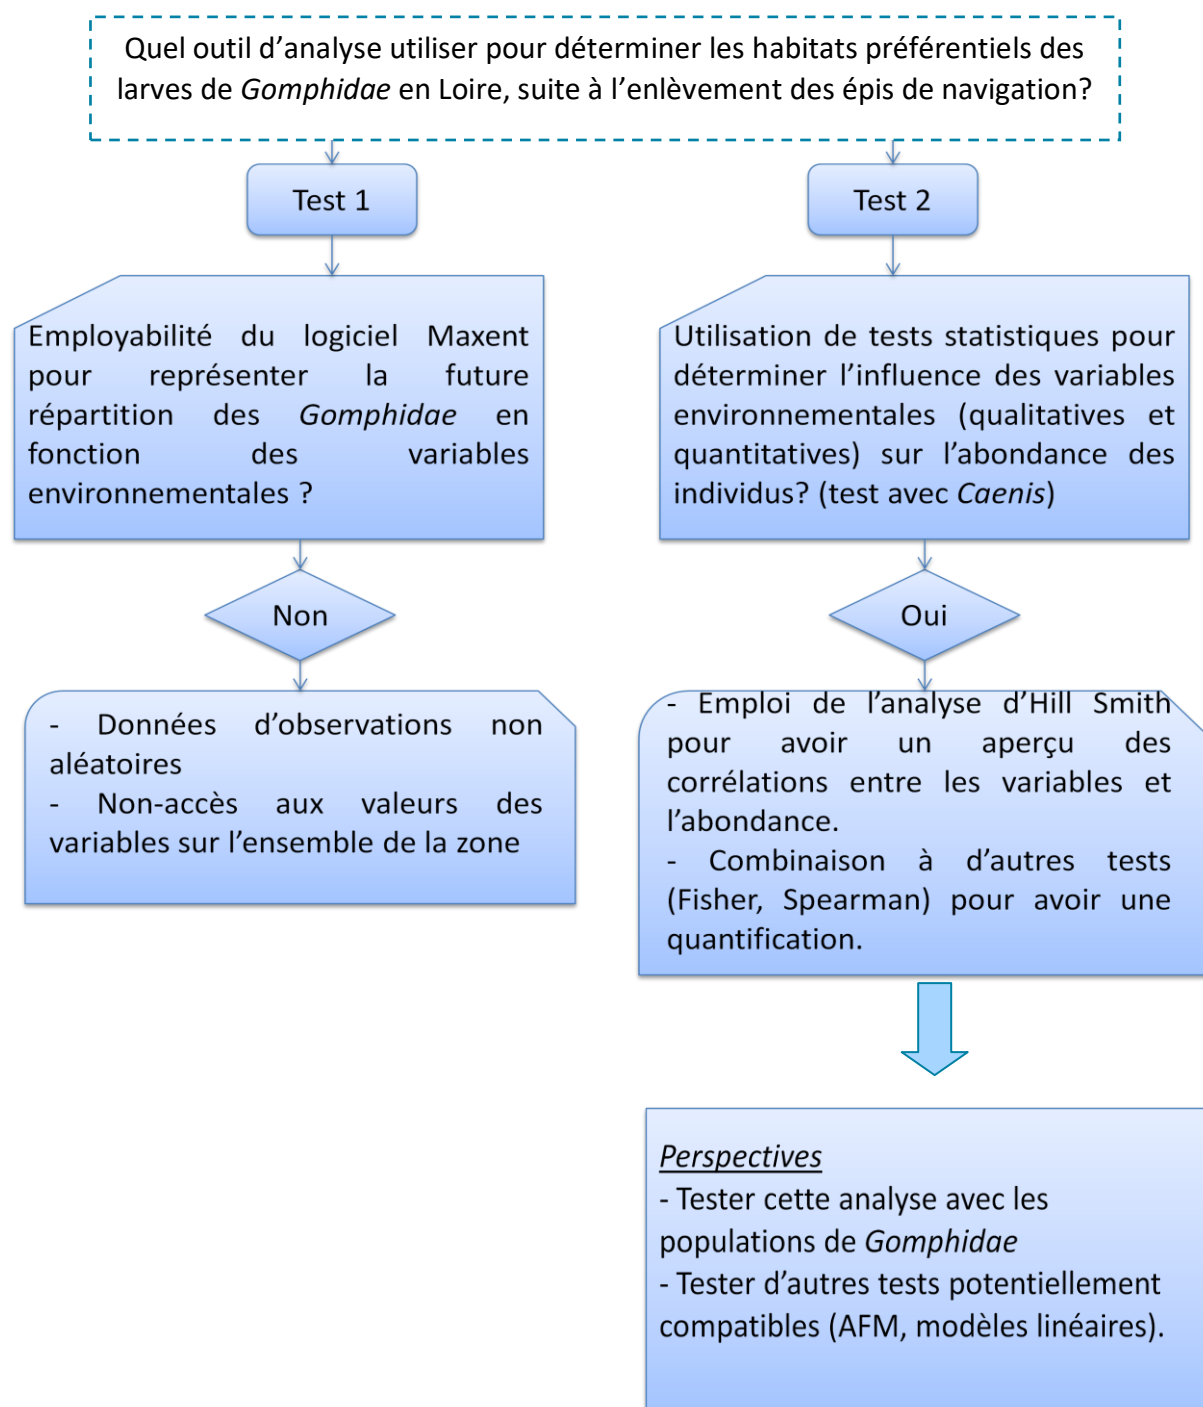 Quel outil d’analyse utiliser pour déterminer les habitats préférentiels des
larves de Gomphidae en Loire, suite à l’enlèvement des épis de navigation?
Test 1
Employabilité du logiciel Maxent
pour représenter la future
répartition des Gomphidae en
fonction des variables
environnementales ?
Non
- Données d’observations non
aléatoires
- Non-accès aux valeurs des
variables sur l’ensemble de la zone
Test 2
Utilisation de tests statistiques pour
déterminer l’influence des variables
environnementales (qualitatives et
quantitatives) sur l’abondance des
individus? (test avec Caenis)
Oui
- Emploi de l’analyse d’Hill Smith
pour avoir un aperçu des
corrélations entre les variables et
l’abondance.
- Combinaison à d’autres tests
(Fisher, Spearman) pour avoir une
quantification.
Perspectives
- Tester cette analyse avec les
populations de Gomphidae
- Tester d’autres tests potentiellement
compatibles (AFM, modèles linéaires).